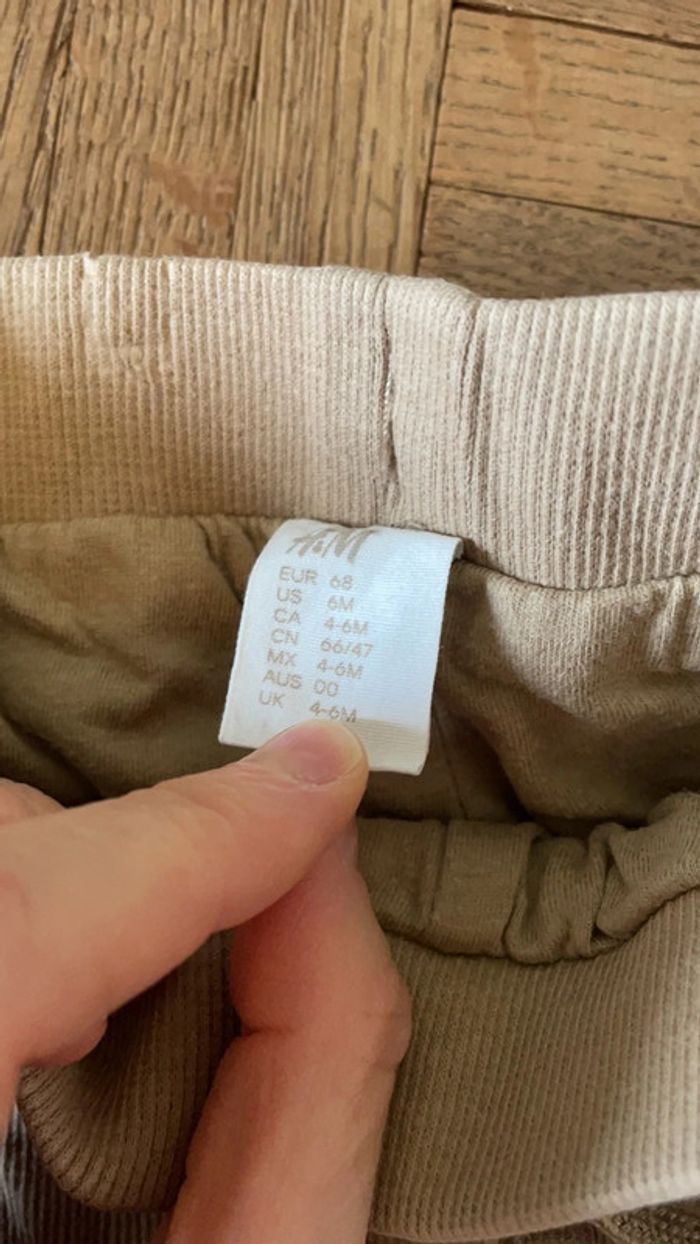 H&M
EUR 68
US 6M
CA 4-6M
CN 66/47
MX 4-6M
AUS 00
UK 4-6M